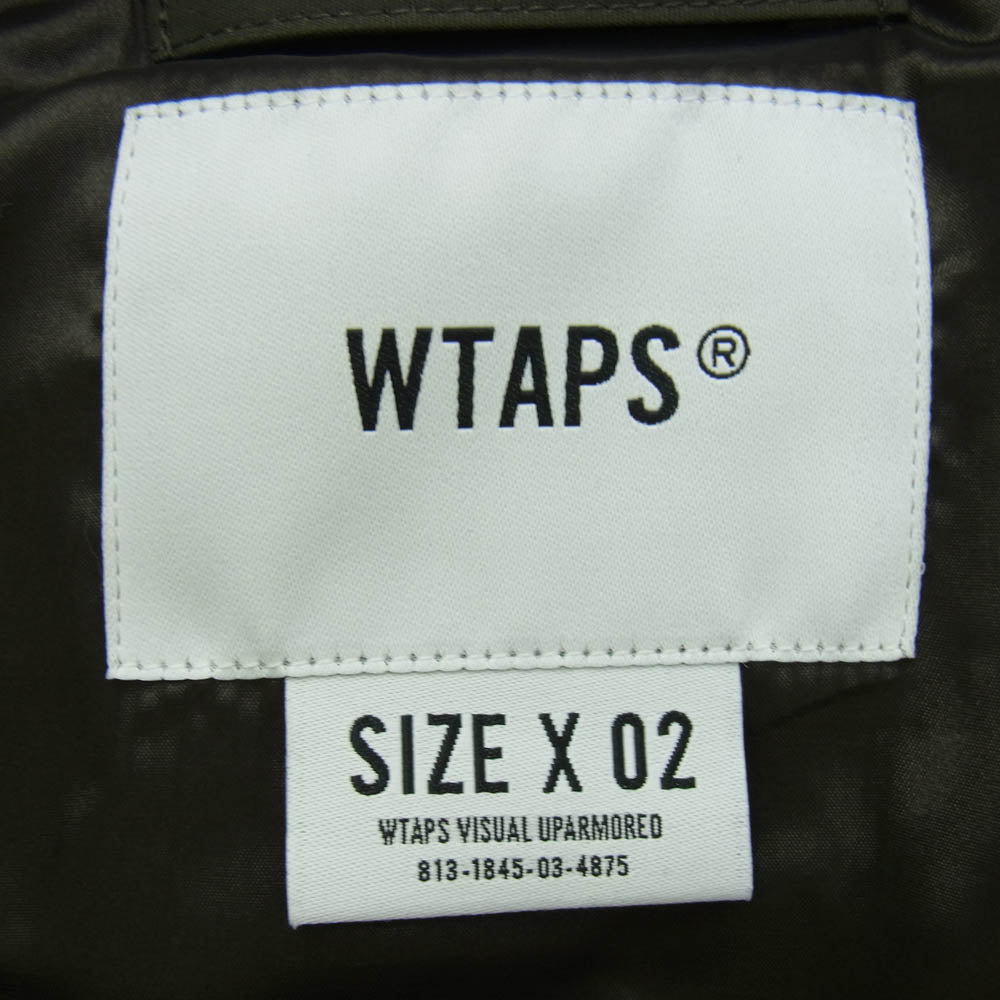 WTAPS®
SIZE X 02
WTAPS VISUAL UPARMORED
813-1845-03-4875